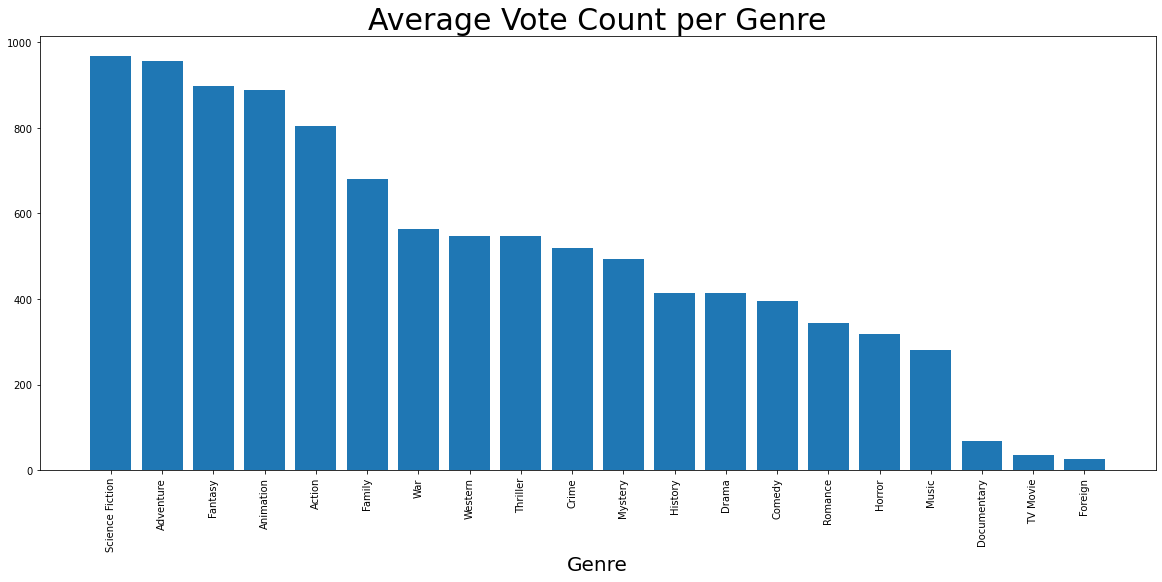 Average Vote Count per Genre
1000
800
600
400
200
0
Science Fiction
Adventure
Fantasy
Animation
Action
Family
War
Western
Thriller
Crime
Mystery
History
Drama
Comedy
Romance
Horror
Music
Documentary
TV Movie
Foreign
Genre